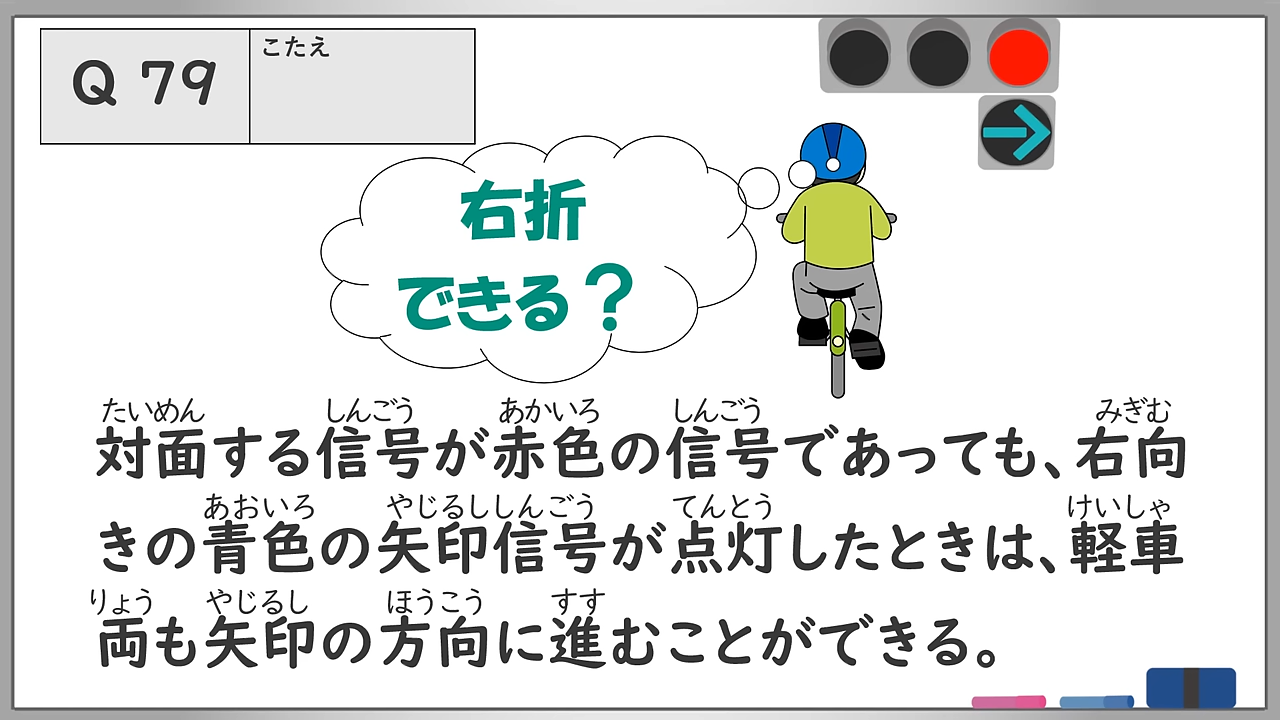 Q 79
こたえ
右折
できる？
たいめん しんごう あかいろ しんごう みぎむ
対面する信号が赤色の信号であっても、右向
あおいろ やじるししんごう てんとう けいしゃ
きの青色の矢印信号が点灯したときは、軽車
りょう やじるし ほうこう すす
両も矢印の方向に進むことができる。